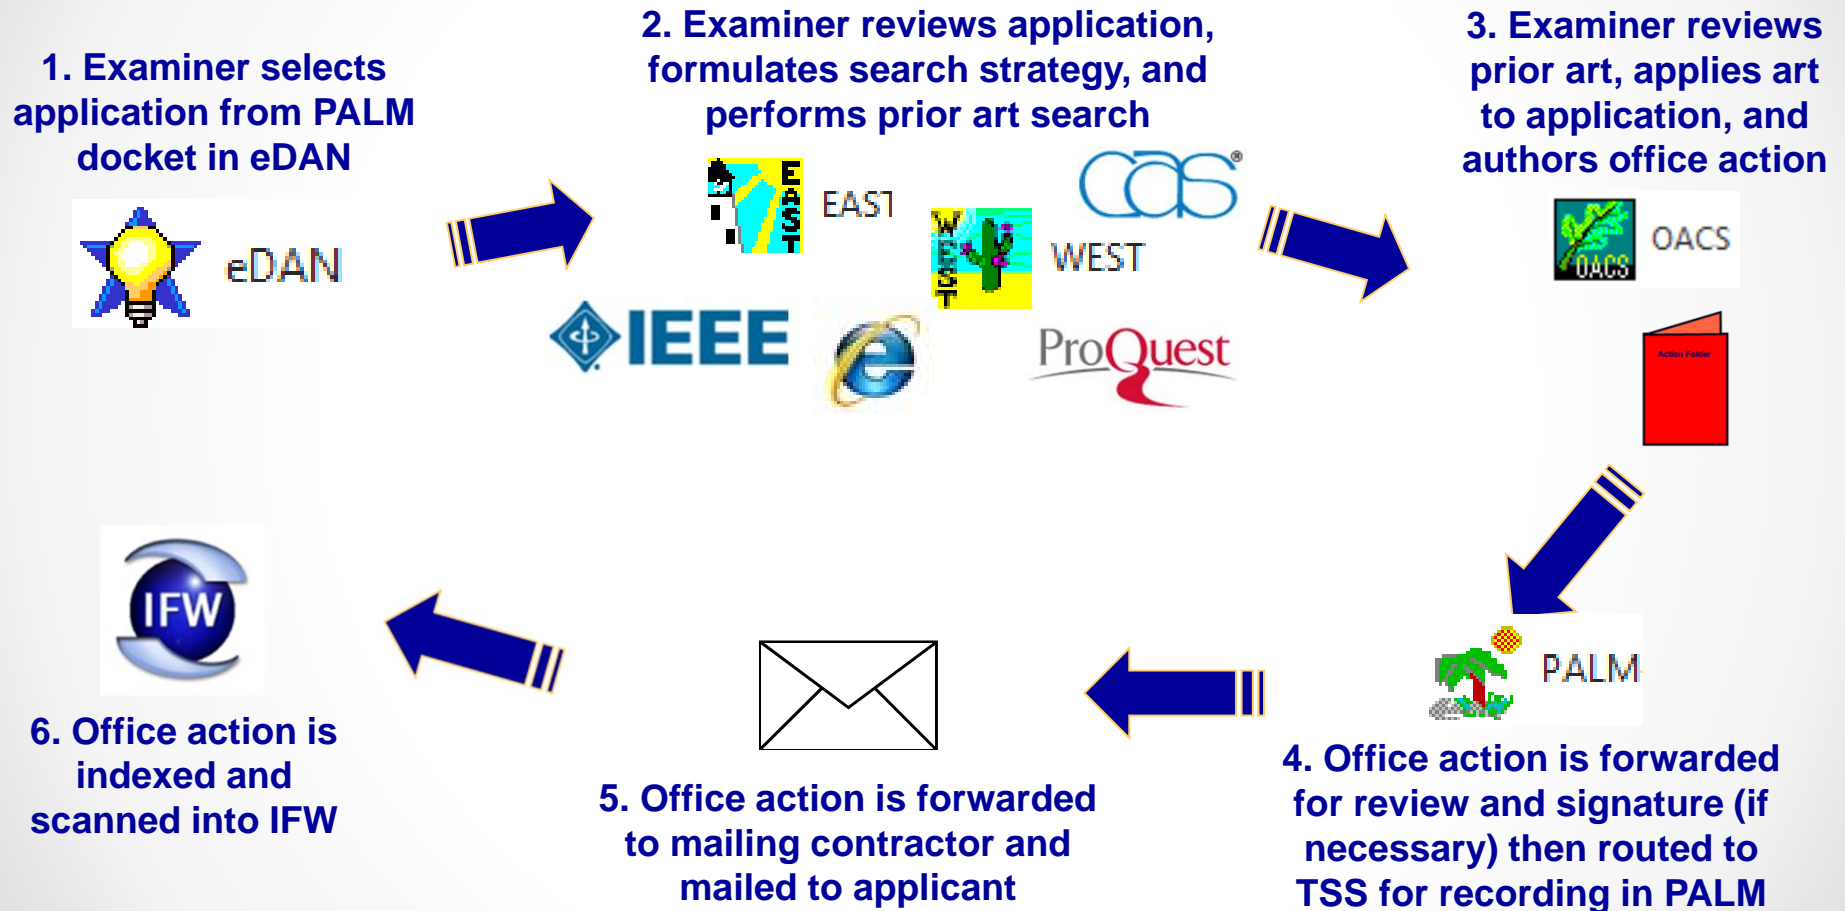 1. Examiner selects
application from PALM
docket in eDAN
eDAN
2. Examiner reviews application,
formulates search strategy, and
performs prior art search
EAST
EAST
WEST
WEST
cas®
IEEE
e
ProQuest
3. Examiner reviews
prior art, applies art
to application, and
authors office action
OACS
OACS
Action Folder
PALM
4. Office action is forwarded
for review and signature (if
necessary) then routed to
TSS for recording in PALM
5. Office action is forwarded
to mailing contractor and
mailed to applicant
IFW
6. Office action is
indexed and
scanned into IFW